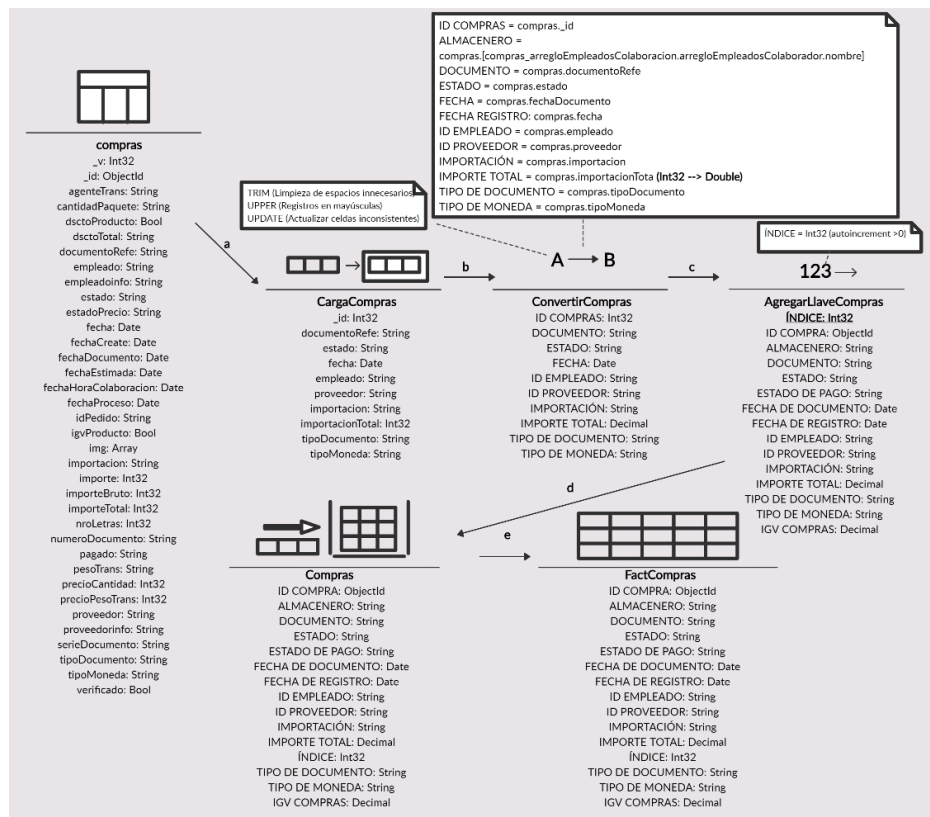 ID COMPRAS = compras._id
ALMACENERO =
compras.[compras_arregloEmpleadosColaboracion.arregloEmpleadosColaborador.nombre]
DOCUMENTO = compras.documentoRefe
ESTADO = compras.estado
FECHA = compras.fechaDocumento
FECHA REGISTRO: compras.fecha
ID EMPLEADO = compras.empleado
ID PROVEEDOR = compras.proveedor
IMPORTACIÓN = compras.importacion
IMPORTE TOTAL = compras.importacionTota (Int32 --> Double)
TIPO DE DOCUMENTO = compras.tipoDocumento
TIPO DE MONEDA = compras.tipoMoneda
compras
_v: Int32
_id: ObjectId
agenteTrans: String
cantidadPaquete: String
dsctoProducto: Bool
dsctoTotal: String
documentoRefe: String
empleado: String
empleadoinfo: String
estado: String
estadoPrecio: String
fecha: Date
fechaCreate: Date
fechaDocumento: Date
fechaEstimada: Date
fechaHoraColaboracion: Date
fechaProceso: Date
idPedido: String
igvProducto: Bool
img: Array
importacion: String
importe: Int32
importeBruto: Int32
importeTotal: Int32
nroLetras: Int32
numeroDocumento: String
pagado: String
pesoTrans: String
precioCantidad: Int32
precioPesoTrans: Int32
proveedor: String
proveedorinfo: String
serieDocumento: String
tipoDocumento: String
tipoMoneda: String
verificado: Bool
a
TRIM (Limpieza de espacios innecesarios)
UPPER (Registros en mayúsculas)
UPDATE (Actualizar celdas inconsistentes)
CargaCompras
_id: Int32
documentoRefe: String
estado: String
fecha: Date
empleado: String
proveedor: String
importacion: String
importacionTotal: Int32
tipoDocumento: String
tipoMoneda: String
b
A B
ConvertirCompras
ID COMPRAS: Int32
DOCUMENTO: String
ESTADO: String
FECHA: Date
ID EMPLEADO: String
ID PROVEEDOR: String
IMPORTACIÓN: String
IMPORTE TOTAL: Decimal
TIPO DE DOCUMENTO: String
TIPO DE MONEDA: String
c
ÍNDICE = Int32 (autoincrement >0)
123
AgregarLlaveCompras
ÍNDICE: Int32
ID COMPRA: ObjectId
ALMACENERO: String
DOCUMENTO: String
ESTADO: String
ESTADO DE PAGO: String
FECHA DE DOCUMENTO: Date
FECHA DE REGISTRO: Date
ID EMPLEADO: String
ID PROVEEDOR: String
IMPORTACIÓN: String
IMPORTE TOTAL: Decimal
TIPO DE DOCUMENTO: String
TIPO DE MONEDA: String
IGV COMPRAS: Decimal
d
Compras
ID COMPRA: ObjectId
ALMACENERO: String
DOCUMENTO: String
ESTADO: String
ESTADO DE PAGO: String
FECHA DE DOCUMENTO: Date
FECHA DE REGISTRO: Date
ID EMPLEADO: String
ID PROVEEDOR: String
IMPORTACIÓN: String
IMPORTE TOTAL: Decimal
ÍNDICE: Int32
TIPO DE DOCUMENTO: String
TIPO DE MONEDA: String
IGV COMPRAS: Decimal
e
FactCompras
ID COMPRA: ObjectId
ALMACENERO: String
DOCUMENTO: String
ESTADO: String
ESTADO DE PAGO: String
FECHA DE DOCUMENTO: Date
FECHA DE REGISTRO: Date
ID EMPLEADO: String
ID PROVEEDOR: String
IMPORTACIÓN: String
IMPORTE TOTAL: Decimal
ÍNDICE: Int32
TIPO DE DOCUMENTO: String
TIPO DE MONEDA: String
IGV COMPRAS: Decimal